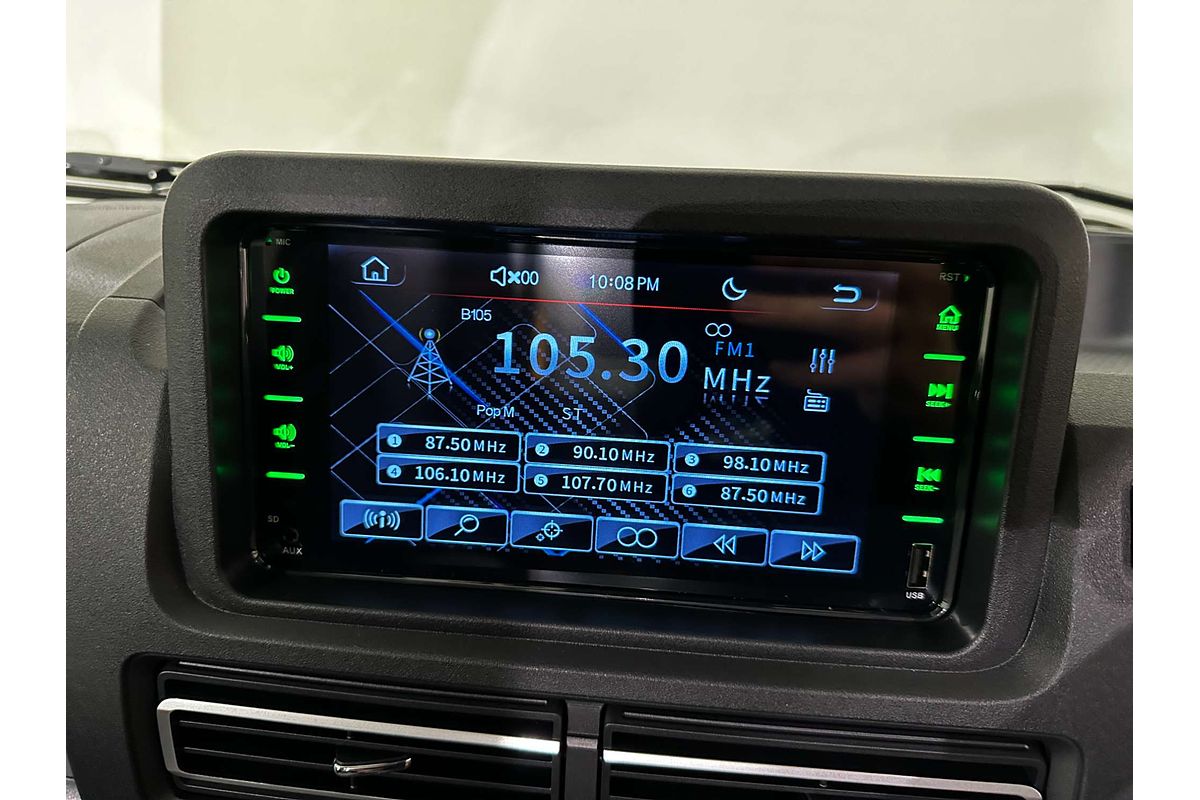 MIC
RST
POWER
VOL+
VOL-
SD
AUX
00
10:08 PM
B105
105.30
FM1
MHz
Pop M
S.T
1 87.50 MHz
2 90.10 MHz
3 98.10 MHz
4 106.10 MHz
5 107.70 MHz
6 87.50 MHz
MENU
SEEK+
SEEK-
USB